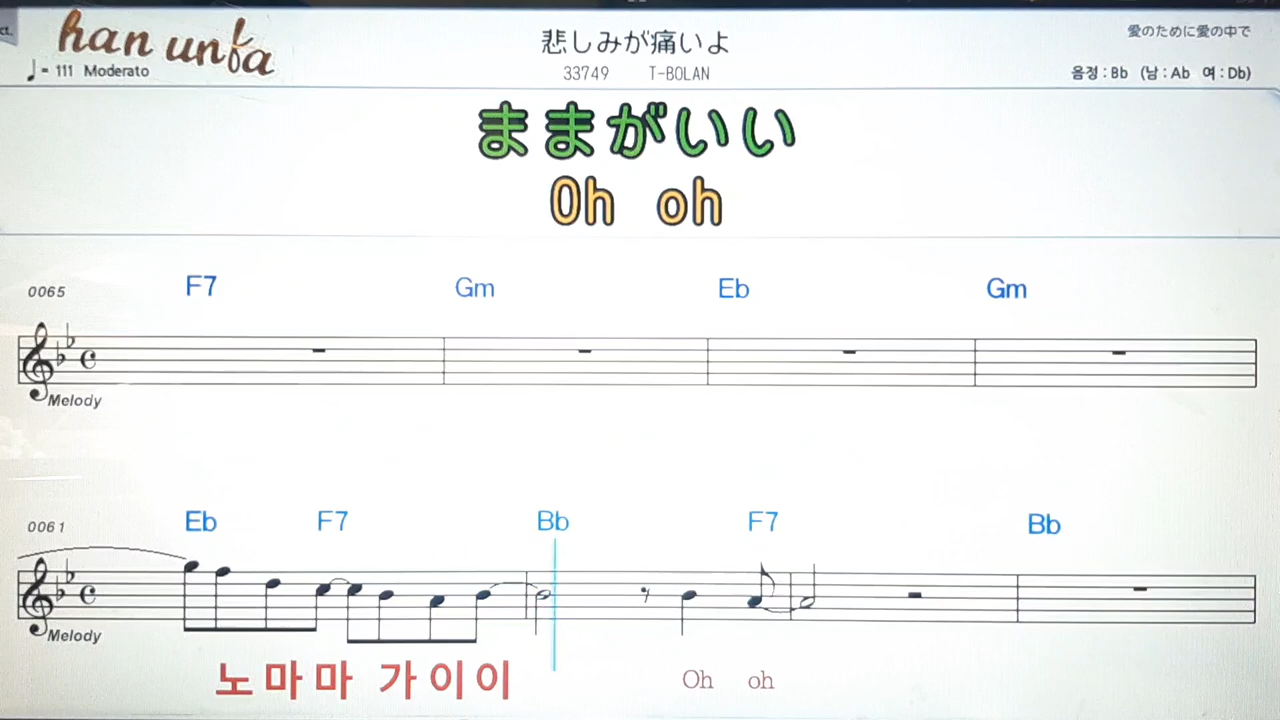 ct.
han unfa
悲しみが痛いよ
愛のために愛の中で
♩= 111 Moderato
33749 T-BOLAN
음정 : Bb (남 : Ab 여 : Db)
ままがいい
Oh oh
0065 F7 Gm Eb Gm
Melody
0061 Eb F7 Bb F7 Bb
Melody
노마마 가이이 Oh oh